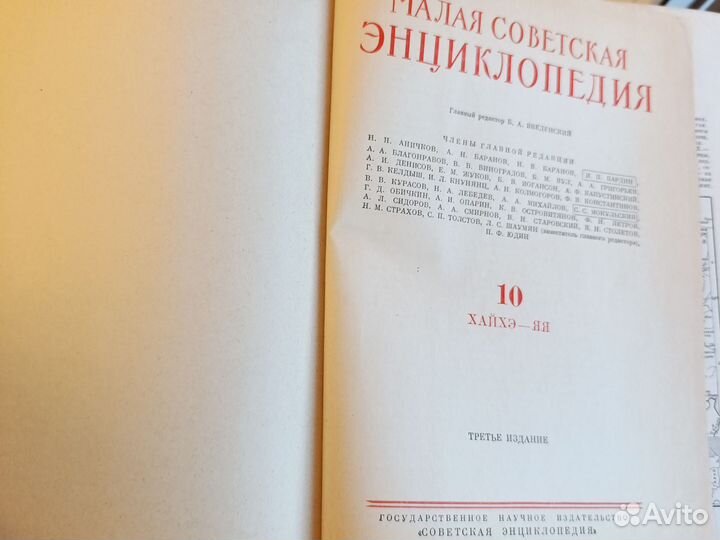 МАЛАЯ СОВЕТСКАЯ
ЭНЦИКЛОПЕДИЯ
Главный редактор Б. А. ВВЕДЕНСКИЙ
ЧЛЕНЫ ГЛАВНОЙ РЕДАКЦИИ
Н. Н. АНИЧКОВ, А. Н. БАРАНОВ, Н. В. БАРАНОВ, И. П. БАРДИН,
А. А. БЛАГОНРАВОВ, В. В. ВИНОГРАДОВ, Б. М. ВУЛ, А. А. ГРИГОРЬЕВ,
А. И. ДЕНИСОВ, Е. М. ЖУКОВ, Б. В. ИОГАНСОН, А. Ф. КАПУСТИНСКИЙ,
Г. В. КЕЛДЫШ, И. Л. КНУНЯНЦ, А. Н. КОЛМОГОРОВ, Ф. В. КОНСТАНТИНОВ,
В. В. КУРАСОВ, Н. А. ЛЕБЕДЕВ, А. А. МИХАЙЛОВ, С. С. МОКУЛЬСКИЙ,
Г. Д. ОБИЧКИН, А. И. ОПАРИН, К. В. ОСТРОВИТЯНОВ, Ф. Н. ПЕТРОВ,
А. Л. СИДОРОВ, А. А. СМИРНОВ, В. Н. СТАРОВСКИЙ, В. Н. СТОЛЕТОВ,
Н. М. СТРАХОВ, С. П. ТОЛСТОВ, Л. С. ШАУМЯН (заместитель главного редактора),
П. Ф. ЮДИН
10
ХАЙХЭ—ЯЯ
ТРЕТЬЕ ИЗДАНИЕ
ГОСУДАРСТВЕННОЕ НАУЧНОЕ ИЗДАТЕЛЬСТВО
«СОВЕТСКАЯ ЭНЦИКЛОПЕДИЯ»
Avito